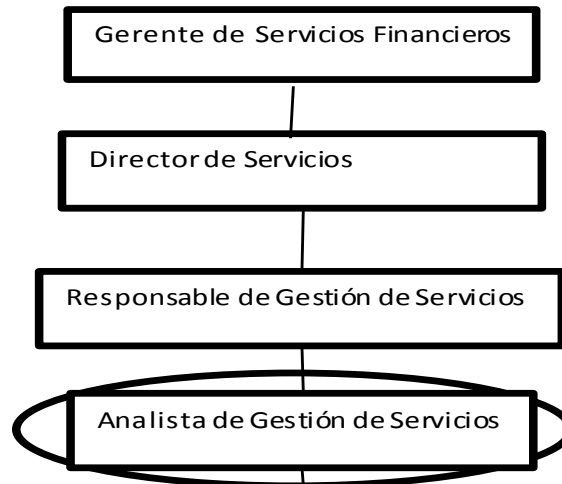 Gerente de Servicios Financieros
Director de Servicios
Responsable de Gestión de Servicios
Analista de Gestión de Servicios